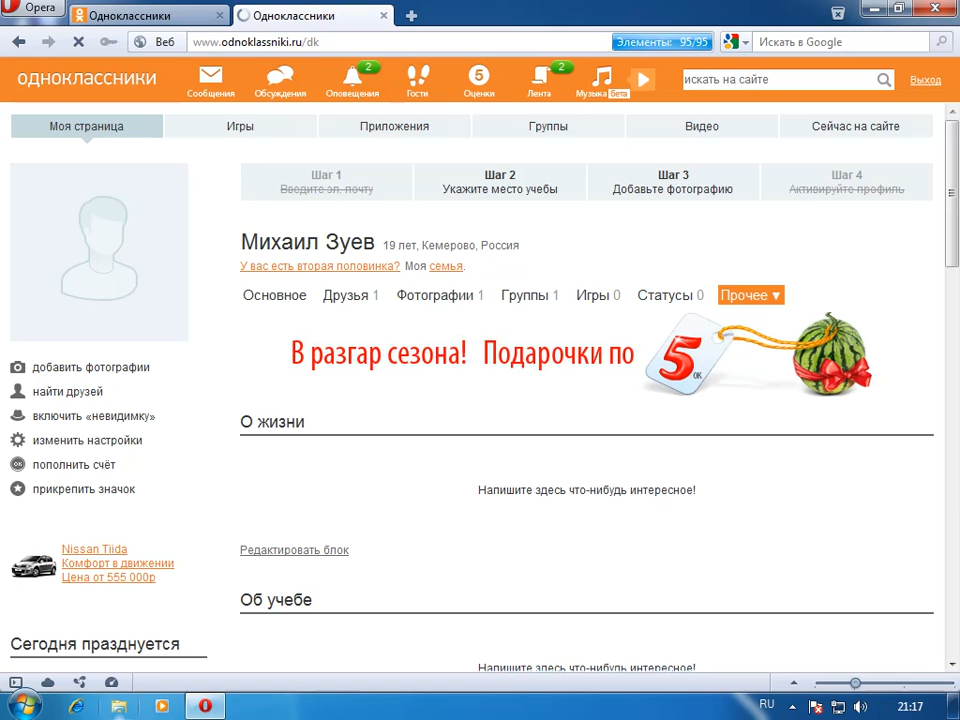 Opera
Одноклассники
Одноклассники
Веб
www.odnoklassniki.ru/dk
Элементы: 95/95
Искать в Google
одноклассники
Сообщения
Обсуждения
2
Оповещения
Гости
5
Оценки
2
Лента
Музыка бета
искать на сайте
Выход
Моя страница
Игры
Приложения
Группы
Видео
Сейчас на сайте
Шаг 1
Введите эл. почту
Шаг 2
Укажите место учебы
Шаг 3
Добавьте фотографию
Шаг 4
Активируйте профиль
Михаил Зуев 19 лет, Кемерово, Россия
У вас есть вторая половинка? Моя семья.
Основное Друзья 1 Фотографии 1 Группы 1 Игры 0 Статусы 0 Прочее ▾
В разгар сезона! Подарочки по 5 ОК
добавить фотографии
найти друзей
включить «невидимку»
изменить настройки
ОК пополнить счёт
прикрепить значок
О жизни
Напишите здесь что-нибудь интересное!
Редактировать блок
Nissan Tiida
Комфорт в движении
Цена от 555 000р
Об учебе
Сегодня празднуется
Напишите здесь что-нибудь интересное!
RU
21:17